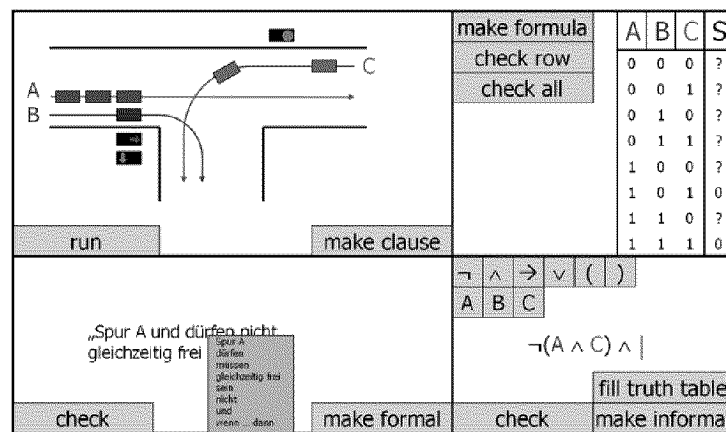 A
B
C
run
make clause
make formula
check row
check all
A B C S
0 0 0 ?
0 0 1 ?
0 1 0 ?
0 1 1 ?
1 0 0 ?
1 0 1 0
1 1 0 ?
1 1 1 0
„Spur A und dürfen nicht
gleichzeitig frei
Spur A
dürfen
müssen
gleichzeitig frei
sein
nicht
und
wenn ... dann
check
make formal
¬ ∧ → ∨ ( )
A B C
¬(A ∧ C) ∧ |
fill truth table
check
make informa